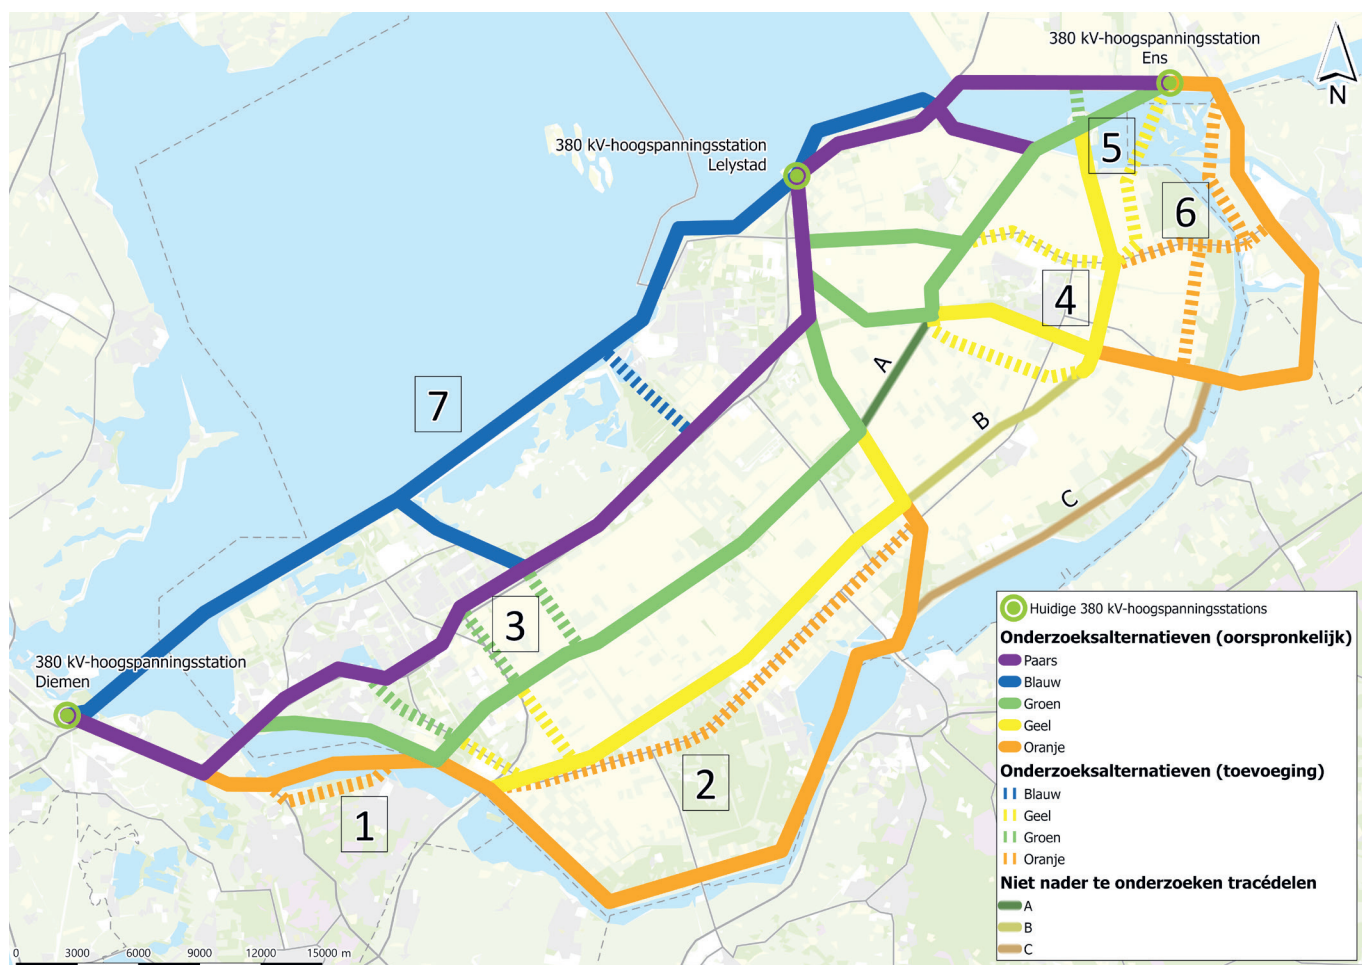 380 kV-hoogspanningsstation
Ens
N
380 kV-hoogspanningsstation
Lelystad
5
6
4
A
7
B
C
3
380 kV-hoogspanningsstation
Diemen
2
1
Huidige 380 kV-hoogspanningsstations
Onderzoeksalternatieven (oorspronkelijk)
Paars
Blauw
Groen
Geel
Oranje
Onderzoeksalternatieven (toevoeging)
Blauw
Geel
Groen
Oranje
Niet nader te onderzoeken tracédelen
A
B
C
0 3000 6000 9000 12000 15000 m